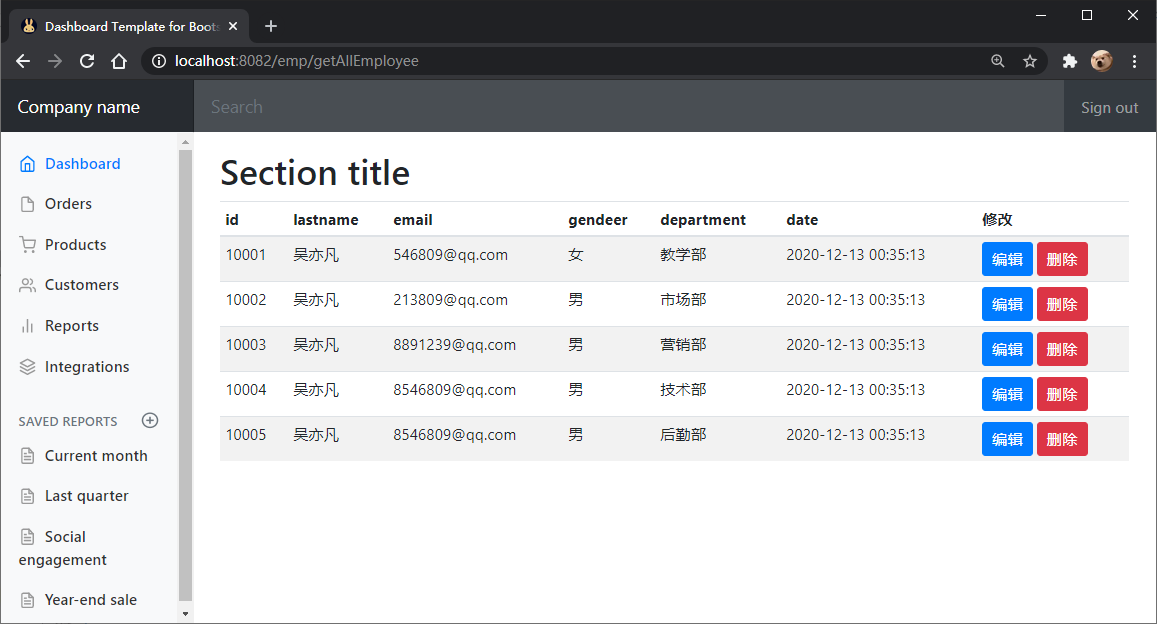 Dashboard Template for Boots
localhost:8082/emp/getAllEmployee
Company name
Search
Sign out
Dashboard
Orders
Products
Customers
Reports
Integrations
SAVED REPORTS
Current month
Last quarter
Social
engagement
Year-end sale
Section title
id lastname email gendeer department date 修改
10001 吴亦凡 546809@qq.com 女 教学部 2020-12-13 00:35:13 编辑 删除
10002 吴亦凡 213809@qq.com 男 市场部 2020-12-13 00:35:13 编辑 删除
10003 吴亦凡 8891239@qq.com 男 营销部 2020-12-13 00:35:13 编辑 删除
10004 吴亦凡 8546809@qq.com 男 技术部 2020-12-13 00:35:13 编辑 删除
10005 吴亦凡 8546809@qq.com 男 后勤部 2020-12-13 00:35:13 编辑 删除